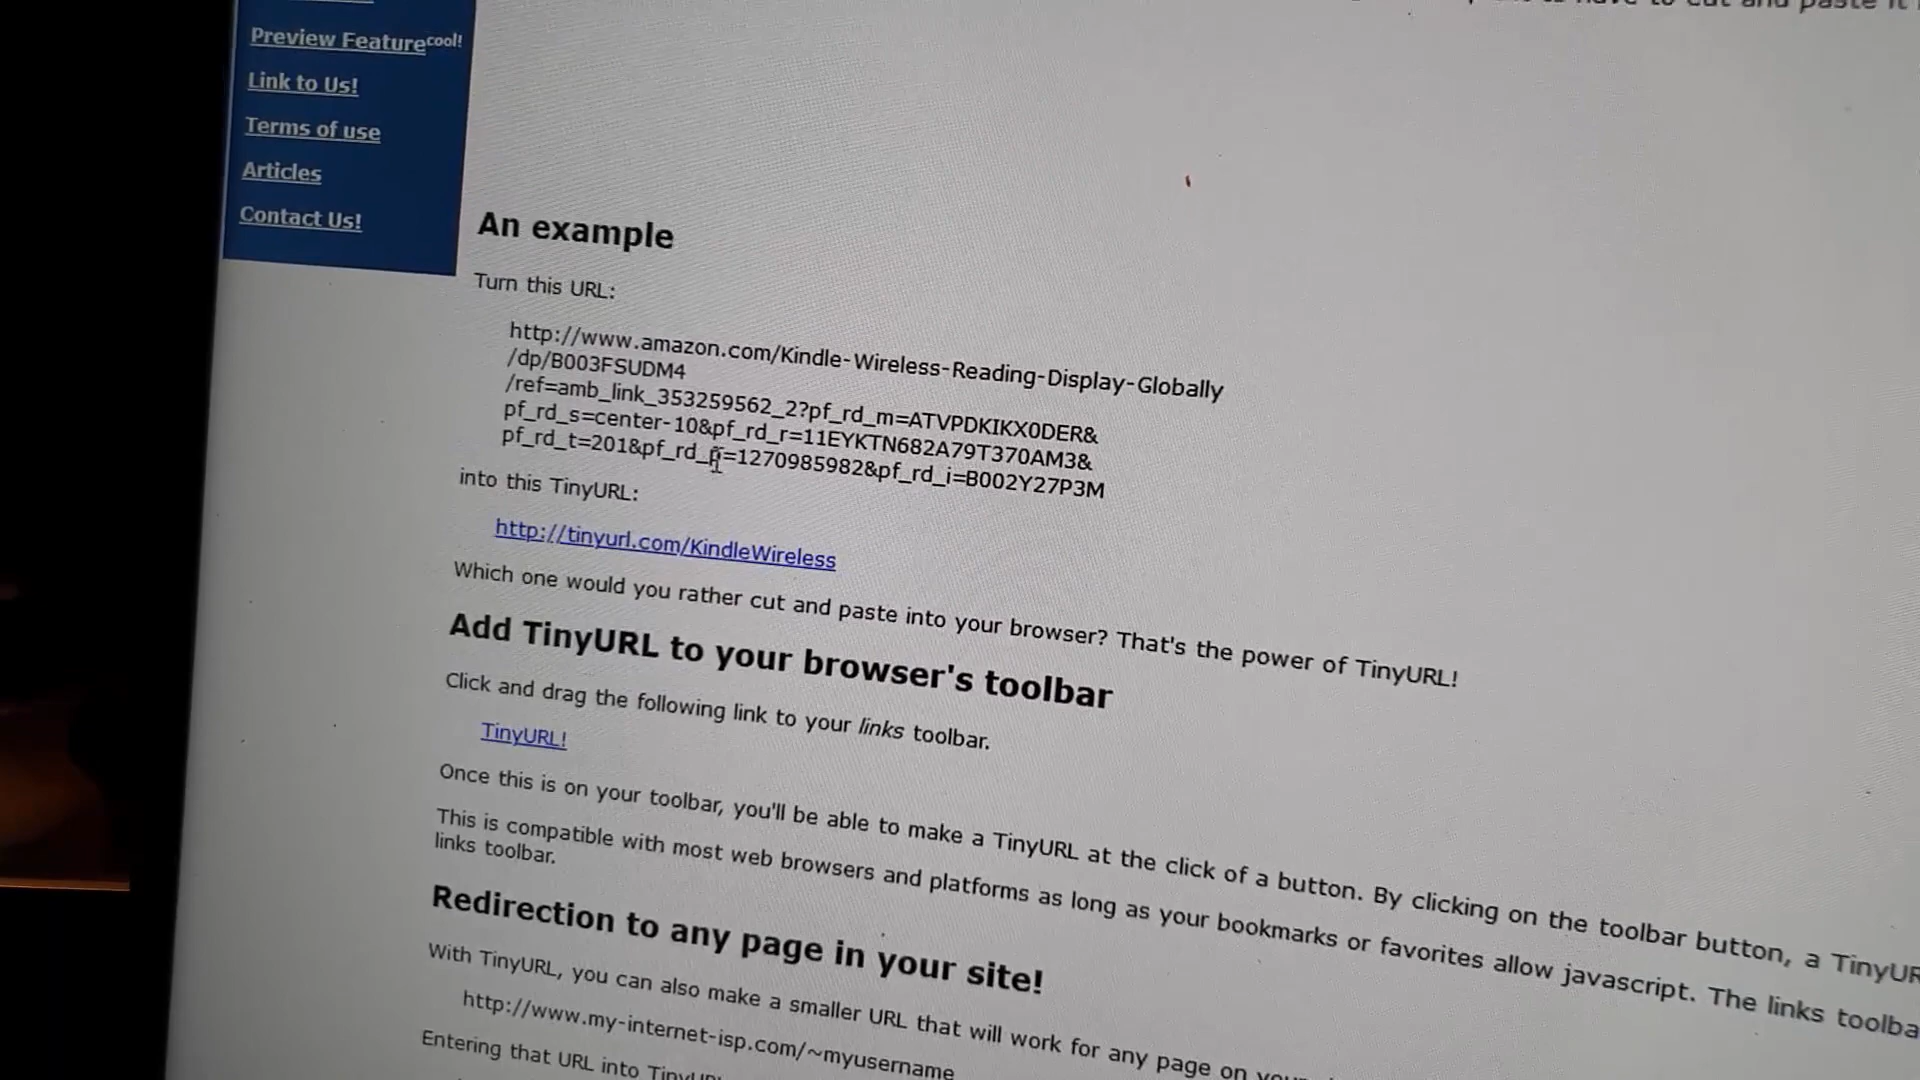 to cut and paste it
Preview Feature cool!
Link to Us!
Terms of use
Articles
Contact Us!
An example
Turn this URL:
http://www.amazon.com/Kindle-Wireless-Reading-Display-Globally
/dp/B003FSUDM4
/ref=amb_link_353259562_2?pf_rd_m=ATVPDKIKX0DER&
pf_rd_s=center-10&pf_rd_r=11EYKTN682A79T370AM3&
pf_rd_t=201&pf_rd_p=1270985982&pf_rd_i=B002Y27P3M
into this TinyURL:
http://tinyurl.com/KindleWireless
Which one would you rather cut and paste into your browser? That's the power of TinyURL!
Add TinyURL to your browser's toolbar
Click and drag the following link to your links toolbar.
TinyURL!
Once this is on your toolbar, you'll be able to make a TinyURL at the click of a button. By clicking on the toolbar button, a TinyUR
This is compatible with most web browsers and platforms as long as your bookmarks or favorites allow javascript. The links toolba
links toolbar.
Redirection to any page in your site!
With TinyURL, you can also make a smaller URL that will work for any page on
http://www.my-internet-isp.com/~myusername
Entering that URL into